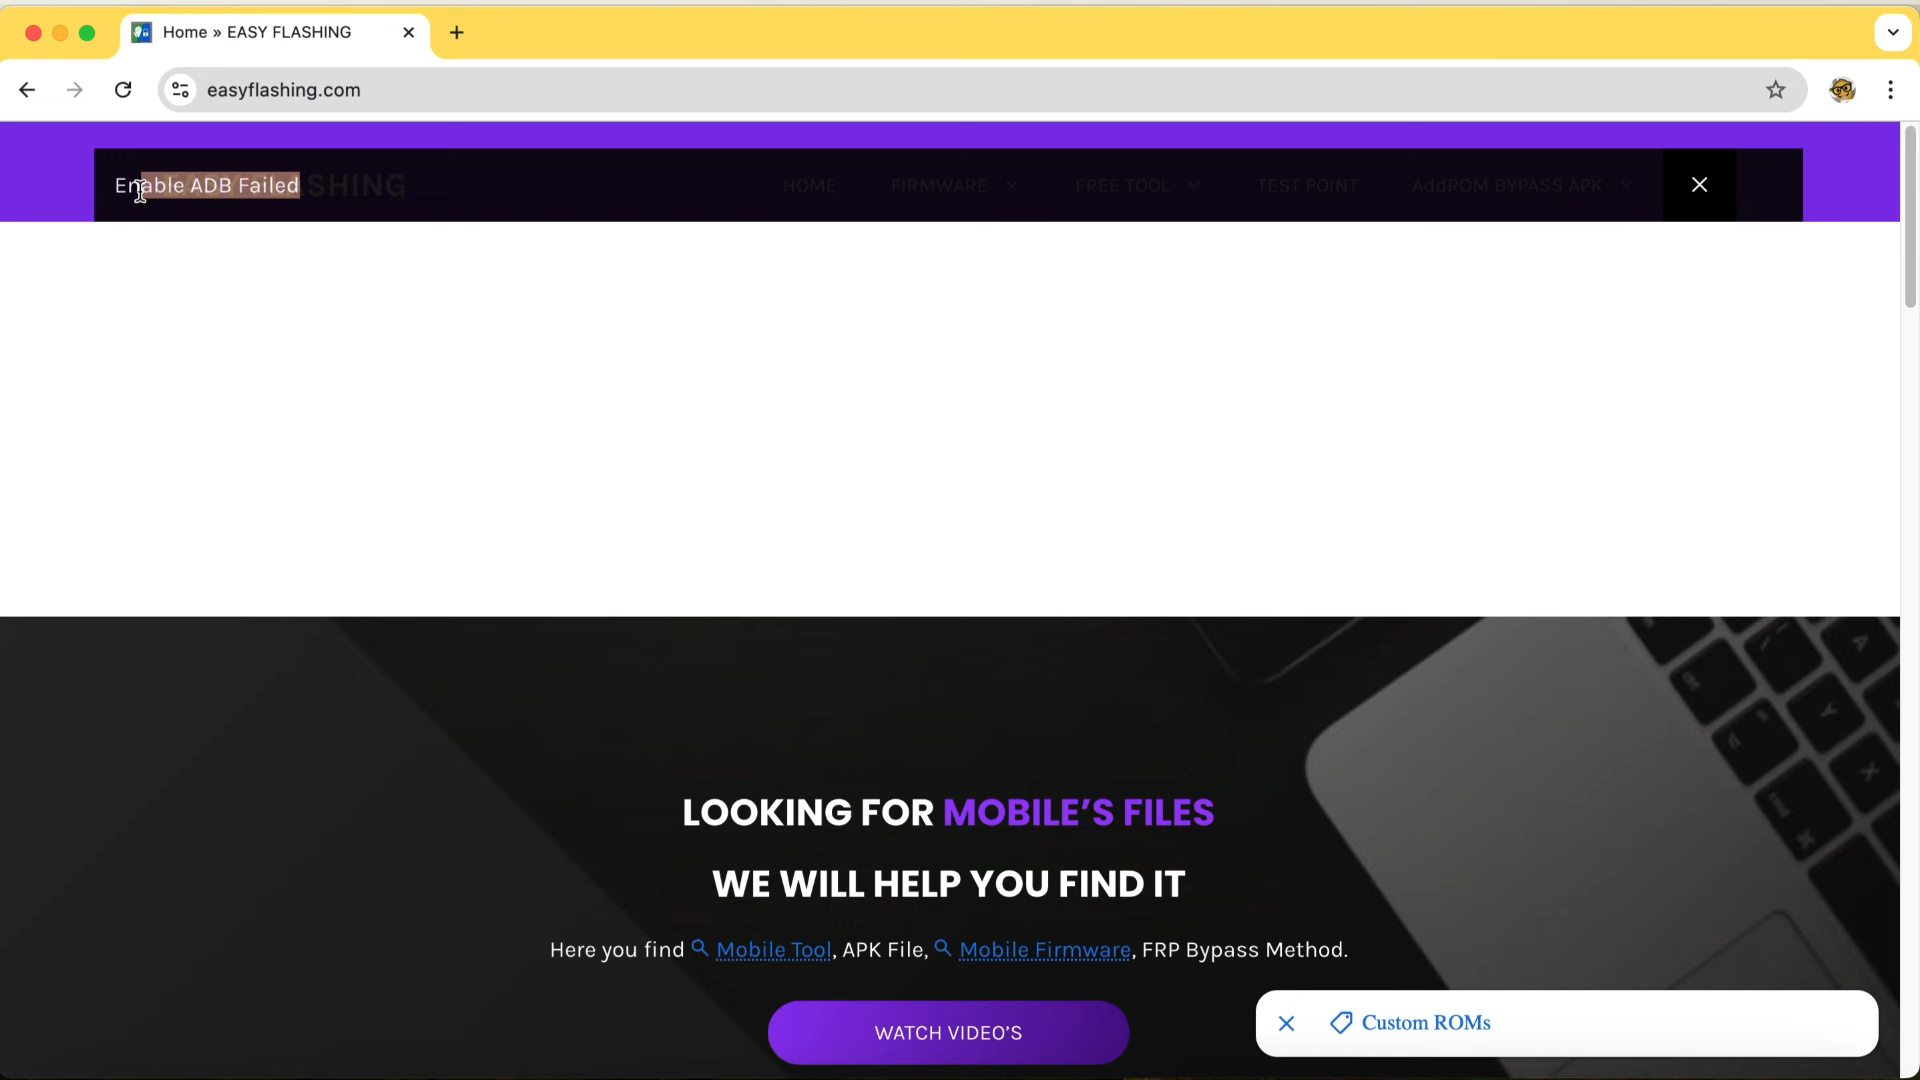 Home » EASY FLASHING
easyflashing.com
Enable ADB Failed
SHING
HOME
FIRMWARE
FREE TOOL
TEST POINT
AddROM BYPASS APK
LOOKING FOR MOBILE’S FILES
WE WILL HELP YOU FIND IT
Here you find Mobile Tool, APK File, Mobile Firmware, FRP Bypass Method.
WATCH VIDEO’S
Custom ROMs